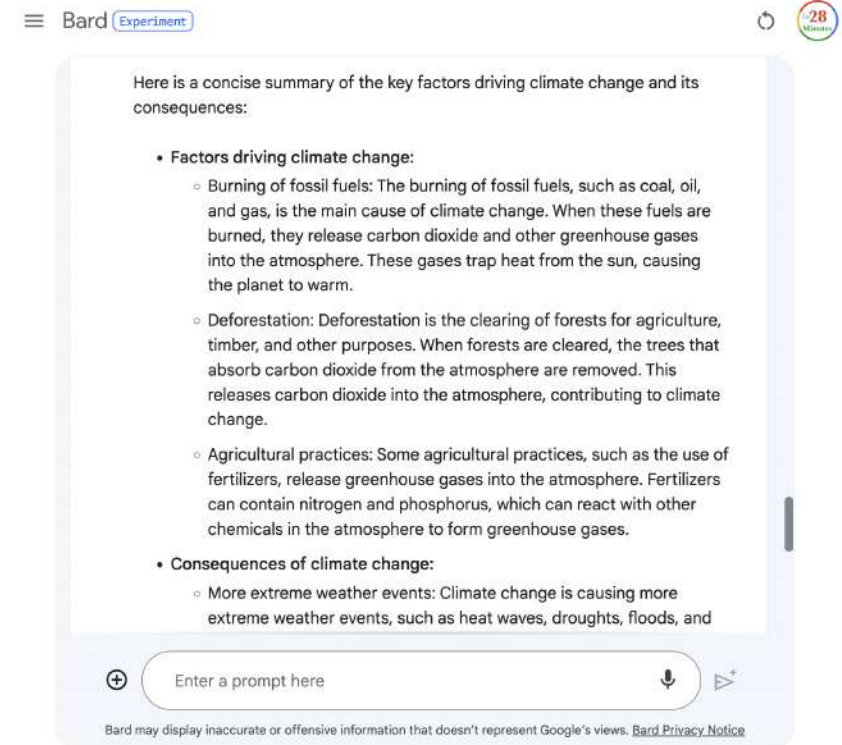 Bard Experiment
28
Minutes
Here is a concise summary of the key factors driving climate change and its
consequences:
• Factors driving climate change:
◦ Burning of fossil fuels: The burning of fossil fuels, such as coal, oil,
and gas, is the main cause of climate change. When these fuels are
burned, they release carbon dioxide and other greenhouse gases
into the atmosphere. These gases trap heat from the sun, causing
the planet to warm.
◦ Deforestation: Deforestation is the clearing of forests for agriculture,
timber, and other purposes. When forests are cleared, the trees that
absorb carbon dioxide from the atmosphere are removed. This
releases carbon dioxide into the atmosphere, contributing to climate
change.
◦ Agricultural practices: Some agricultural practices, such as the use of
fertilizers, release greenhouse gases into the atmosphere. Fertilizers
can contain nitrogen and phosphorus, which can react with other
chemicals in the atmosphere to form greenhouse gases.
• Consequences of climate change:
◦ More extreme weather events: Climate change is causing more
extreme weather events, such as heat waves, droughts, floods, and
Enter a prompt here
Bard may display inaccurate or offensive information that doesn't represent Google's views. Bard Privacy Notice